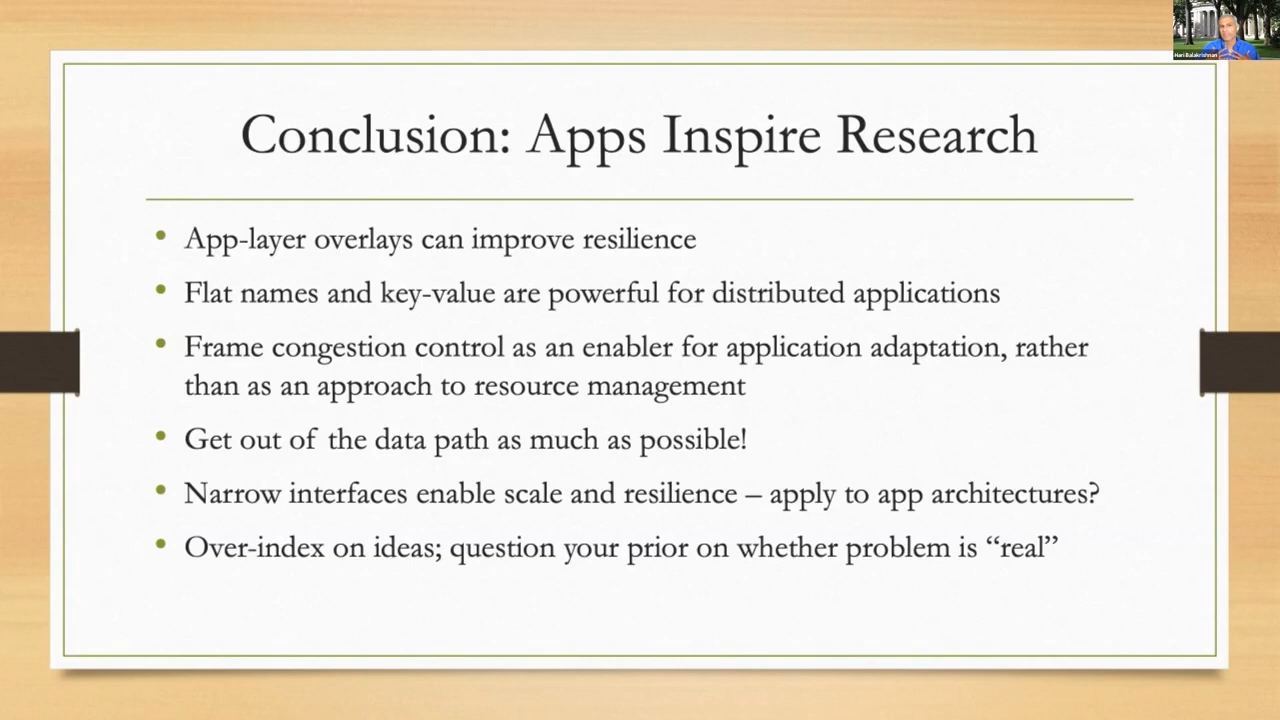 Hari Balakrishnan
Conclusion: Apps Inspire Research
• App-layer overlays can improve resilience
• Flat names and key-value are powerful for distributed applications
• Frame congestion control as an enabler for application adaptation, rather
than as an approach to resource management
• Get out of the data path as much as possible!
• Narrow interfaces enable scale and resilience – apply to app architectures?
• Over-index on ideas; question your prior on whether problem is “real”